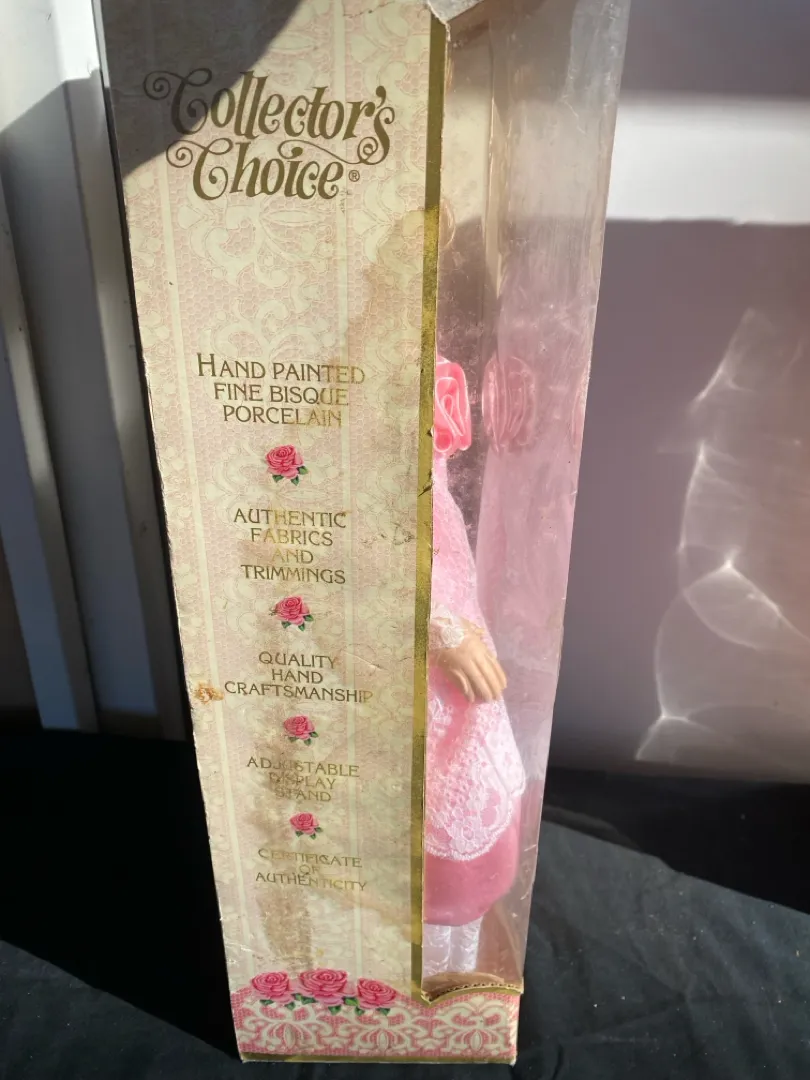 Collector's
Choice®
HAND PAINTED
FINE BISQUE
PORCELAIN
AUTHENTIC
FABRICS
AND
TRIMMINGS
QUALITY
HAND
CRAFTSMANSHIP
ADJUSTABLE
DISPLAY
STAND
CERTIFICATE
OF
AUTHENTICITY